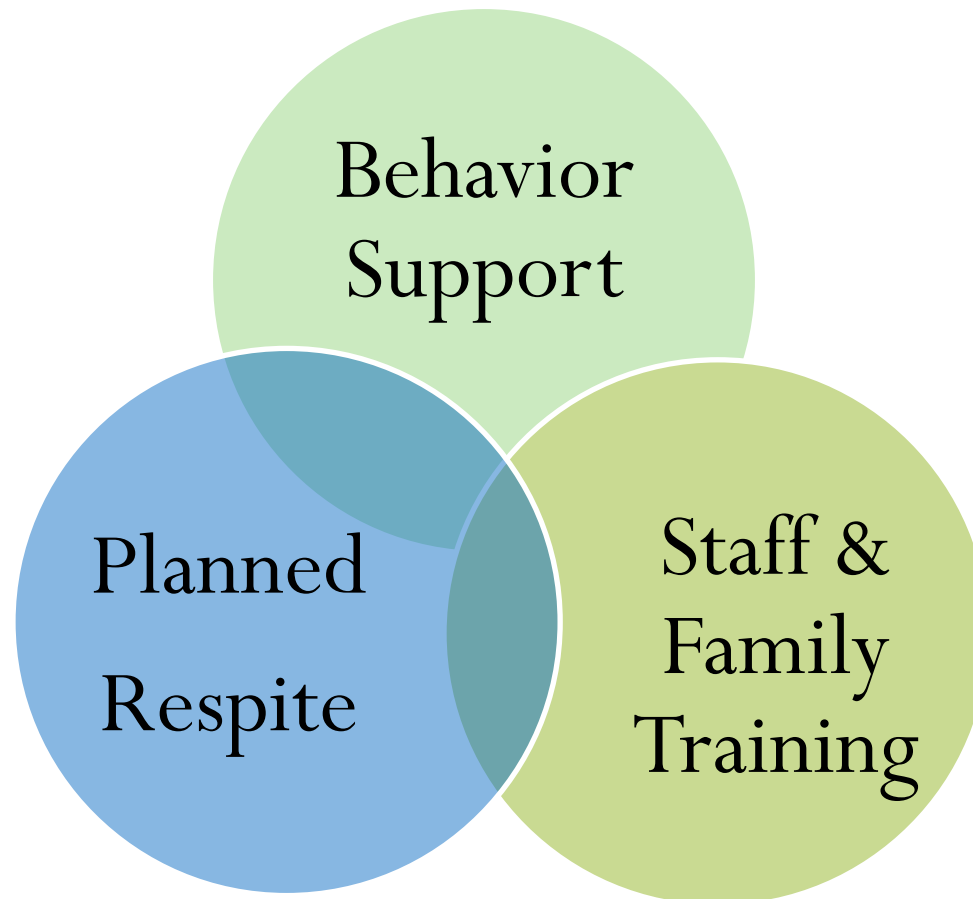 Behavior
Support
Planned
Respite
Staff &
Family
Training